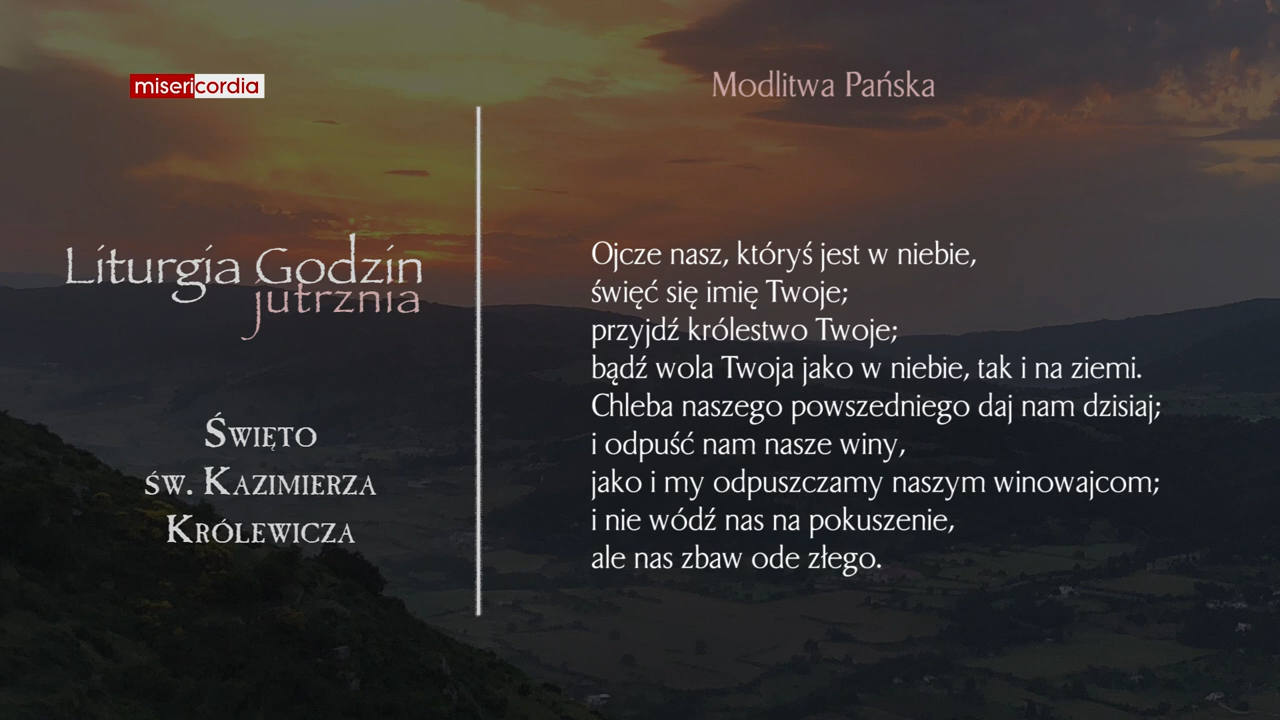 misericordia
Liturgia Godzin
jutrznia
Święto
św. Kazimierza
Królewicza
Modlitwa Pańska
Ojcze nasz, któryś jest w niebie,
święć się imię Twoje;
przyjdź królestwo Twoje;
bądź wola Twoja jako w niebie, tak i na ziemi.
Chleba naszego powszedniego daj nam dzisiaj;
i odpuść nam nasze winy,
jako i my odpuszczamy naszym winowajcom;
i nie wódź nas na pokuszenie,
ale nas zbaw ode złego.